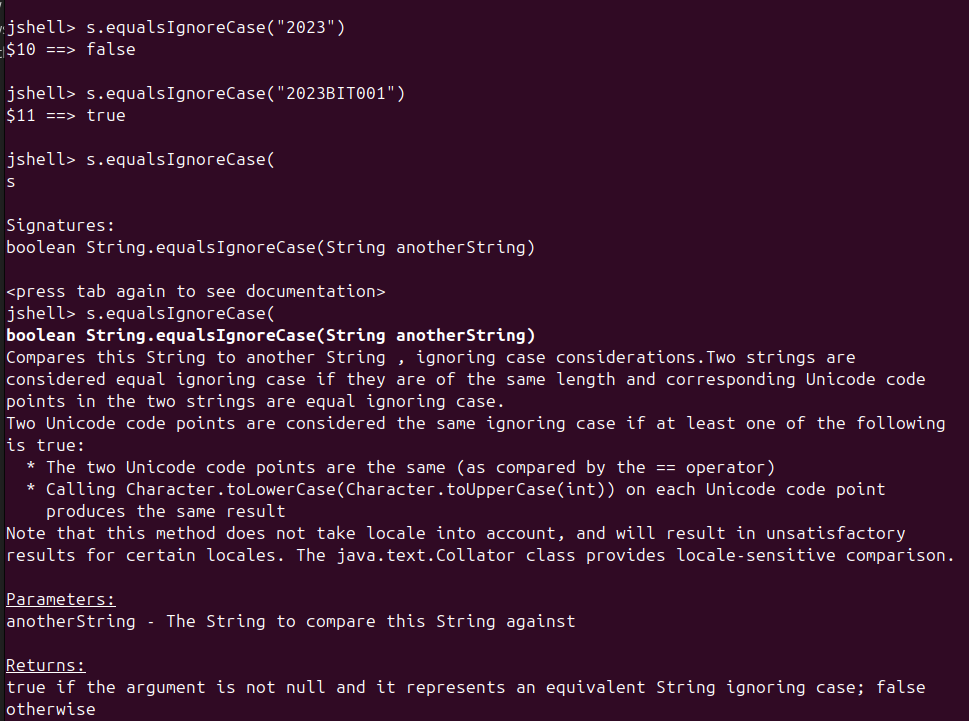 jshell> s.equalsIgnoreCase("2023")
$10 ==> false
jshell> s.equalsIgnoreCase("2023BIT001")
$11 ==> true
jshell> s.equalsIgnoreCase(
s
Signatures:
boolean String.equalsIgnoreCase(String anotherString)
<press tab again to see documentation>
jshell> s.equalsIgnoreCase(
boolean String.equalsIgnoreCase(String anotherString)
Compares this String to another String , ignoring case considerations.Two strings are
considered equal ignoring case if they are of the same length and corresponding Unicode code
points in the two strings are equal ignoring case.
Two Unicode code points are considered the same ignoring case if at least one of the following
is true:
  * The two Unicode code points are the same (as compared by the == operator)
  * Calling Character.toLowerCase(Character.toUpperCase(int)) on each Unicode code point
    produces the same result
Note that this method does not take locale into account, and will result in unsatisfactory
results for certain locales. The java.text.Collator class provides locale-sensitive comparison.
Parameters:
anotherString - The String to compare this String against
Returns:
true if the argument is not null and it represents an equivalent String ignoring case; false
otherwise